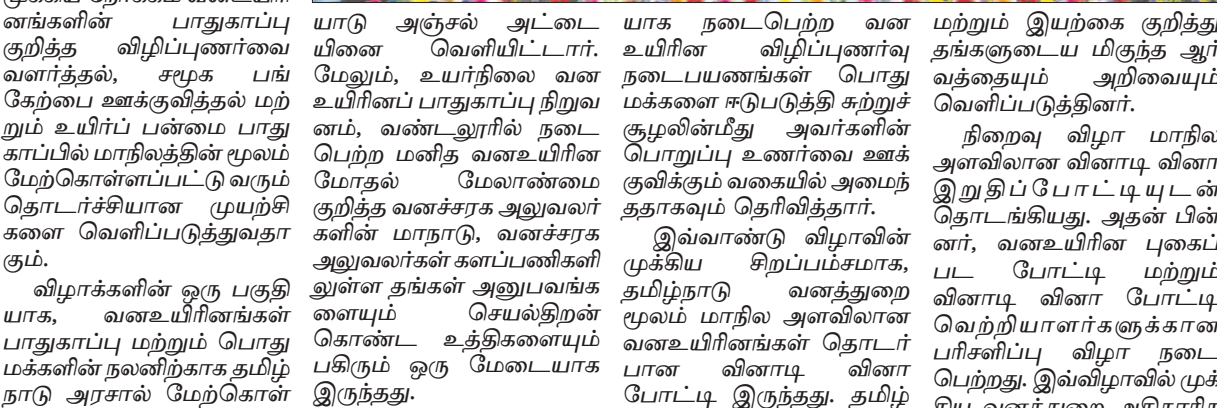 னங்களின் பாதுகாப்பு
குறித்த விழிப்புணர்வை
வளர்த்தல், சமூக பங்
கேற்பை ஊக்குவித்தல் மற்
றும் உயிர்ப் பன்மை பாது
காப்பில் மாநிலத்தின் மூலம்
மேற்கொள்ளப்பட்டு வரும்
தொடர்ச்சியான முயற்சி
களை வெளிப்படுத்துவதா
கும்.
விழாக்களின் ஒரு பகுதி
யாக, வனஉயிரினங்கள்
பாதுகாப்பு மற்றும் பொது
மக்களின் நலனிற்காக தமிழ்
நாடு அரசால் மேற்கொள்
யாடு அஞ்சல் அட்டை
யினை வெளியிட்டார்.
மேலும், உயர்நிலை வன
உயிரினப் பாதுகாப்பு நிறுவ
னம், வண்டலூரில் நடை
பெற்ற மனித வனஉயிரின
மோதல் மேலாண்மை
குறித்த வனச்சரக அலுவலர்
களின் மாநாடு, வனச்சரக
அலுவலர்கள் களப்பணிகளி
லுள்ள தங்கள் அனுபவங்க
ளையும் செயல்திறன்
கொண்ட உத்திகளையும்
பகிரும் ஒரு மேடையாக
இருந்தது.
யாக நடைபெற்ற வன
உயிரின விழிப்புணர்வு
நடைபயணங்கள் பொது
மக்களை ஈடுபடுத்தி சுற்றுச்
சூழலின்மீது அவர்களின்
பொறுப்பு உணர்வை ஊக்
குவிக்கும் வகையில் அமைந்
ததாகவும் தெரிவித்தார்.
இவ்வாண்டு விழாவின்
முக்கிய சிறப்பம்சமாக,
தமிழ்நாடு வனத்துறை
மூலம் மாநில அளவிலான
வனஉயிரினங்கள் தொடர்
பான வினாடி வினா
போட்டி இருந்தது. தமிழ்
மற்றும் இயற்கை குறித்து
தங்களுடைய மிகுந்த ஆர்
வத்தையும் அறிவையும்
வெளிப்படுத்தினர்.
நிறைவு விழா மாநில
அளவிலான வினாடி வினா
இறுதிப்போட்டியுடன்
தொடங்கியது. அதன் பின்
னர், வனஉயிரின புகைப்
பட போட்டி மற்றும்
வினாடி வினா போட்டி
வெற்றியாளர்களுக்கான
பரிசளிப்பு விழா நடை
பெற்றது. இவ்விழாவில் முக்